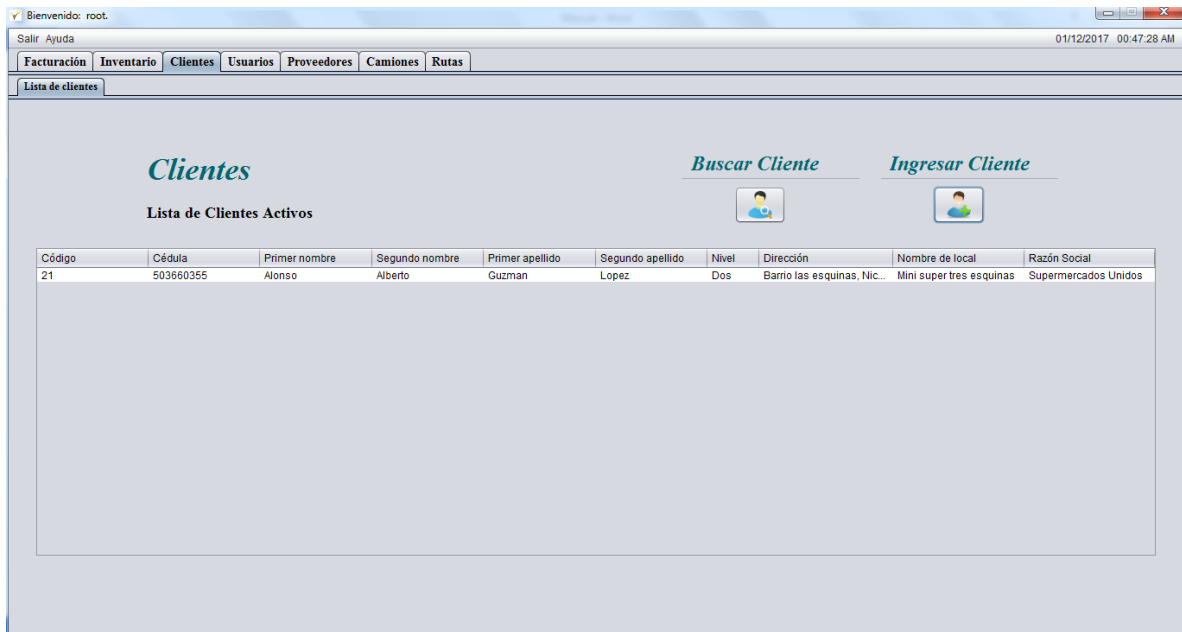 Bienvenido: root.
Salir Ayuda 01/12/2017 00:47:28 AM
Facturación Inventario Clientes Usuarios Proveedores Camiones Rutas
Lista de clientes
Clientes
Buscar Cliente Ingresar Cliente
Lista de Clientes Activos
Código Cédula Primer nombre Segundo nombre Primer apellido Segundo apellido Nivel Dirección Nombre de local Razón Social
21 503660355 Alonso Alberto Guzman Lopez Dos Barrio las esquinas, Nic... Mini super tres esquinas Supermercados Unidos